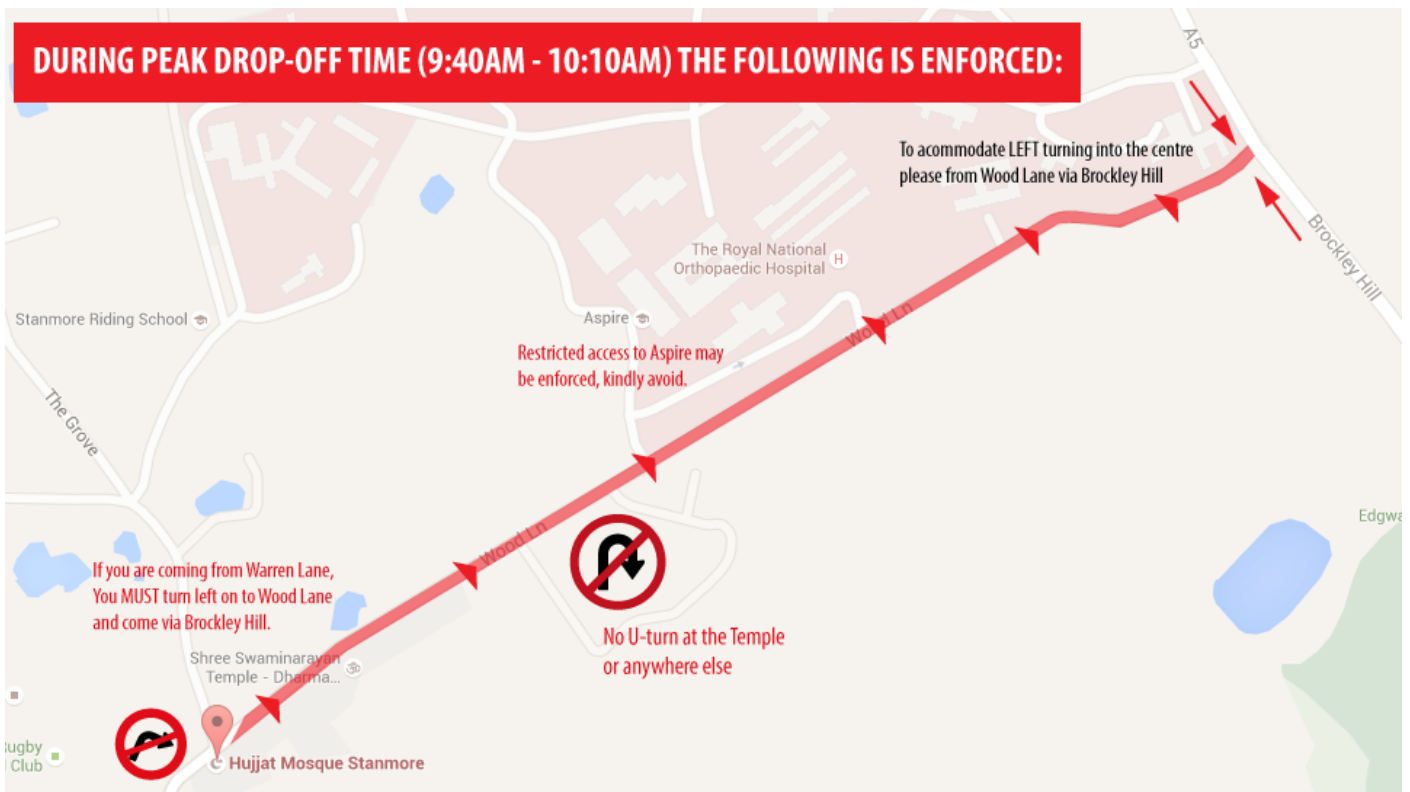 DURING PEAK DROP-OFF TIME (9:40AM - 10:10AM) THE FOLLOWING IS ENFORCED:
A5
To acommodate LEFT turning into the centre
please from Wood Lane via Brockley Hill
Brockley Hill
The Royal National
Orthopaedic Hospital
H
Stanmore Riding School
Aspire
Wood Ln
Restricted access to Aspire may
be enforced, kindly avoid.
The Grove
Edgwa
Wood Ln
If you are coming from Warren Lane,
You MUST turn left on to Wood Lane
and come via Brockley Hill.
No U-turn at the Temple
or anywhere else
Shree Swaminarayan
Temple - Dharma...
Rugby
Club
Hujjat Mosque Stanmore